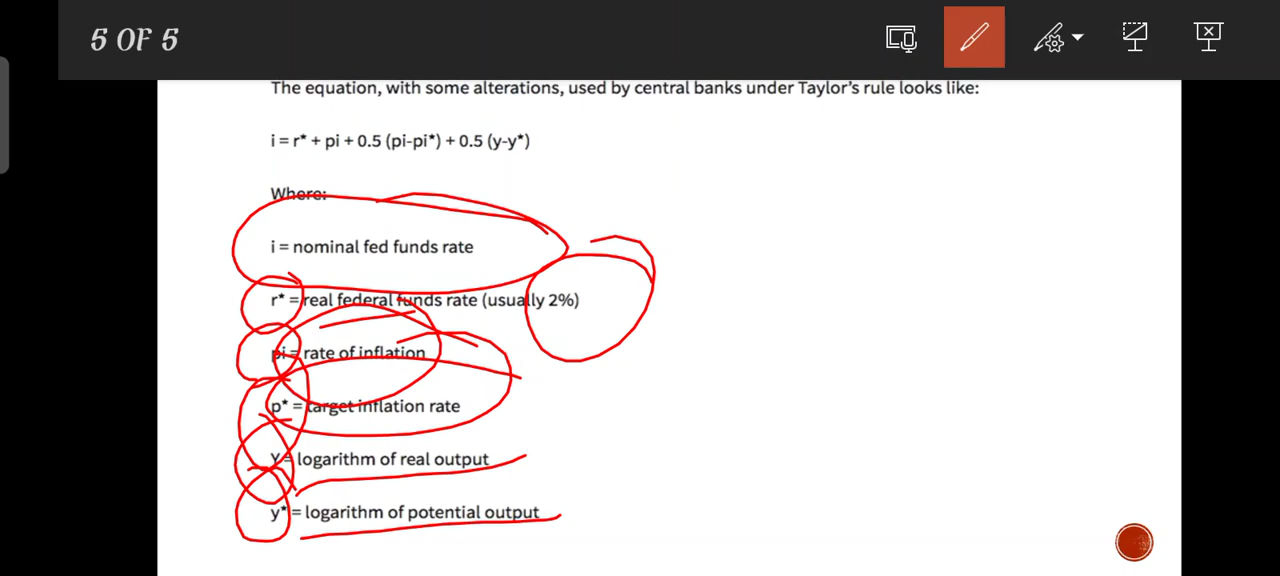 5 OF 5
The equation, with some alterations, used by central banks under Taylor's rule looks like:
i = r* + pi + 0.5 (pi-pi*) + 0.5 (y-y*)
Where:
i = nominal fed funds rate
r* = real federal funds rate (usually 2%)
pi = rate of inflation
p* = target inflation rate
Y= logarithm of real output
y* = logarithm of potential output